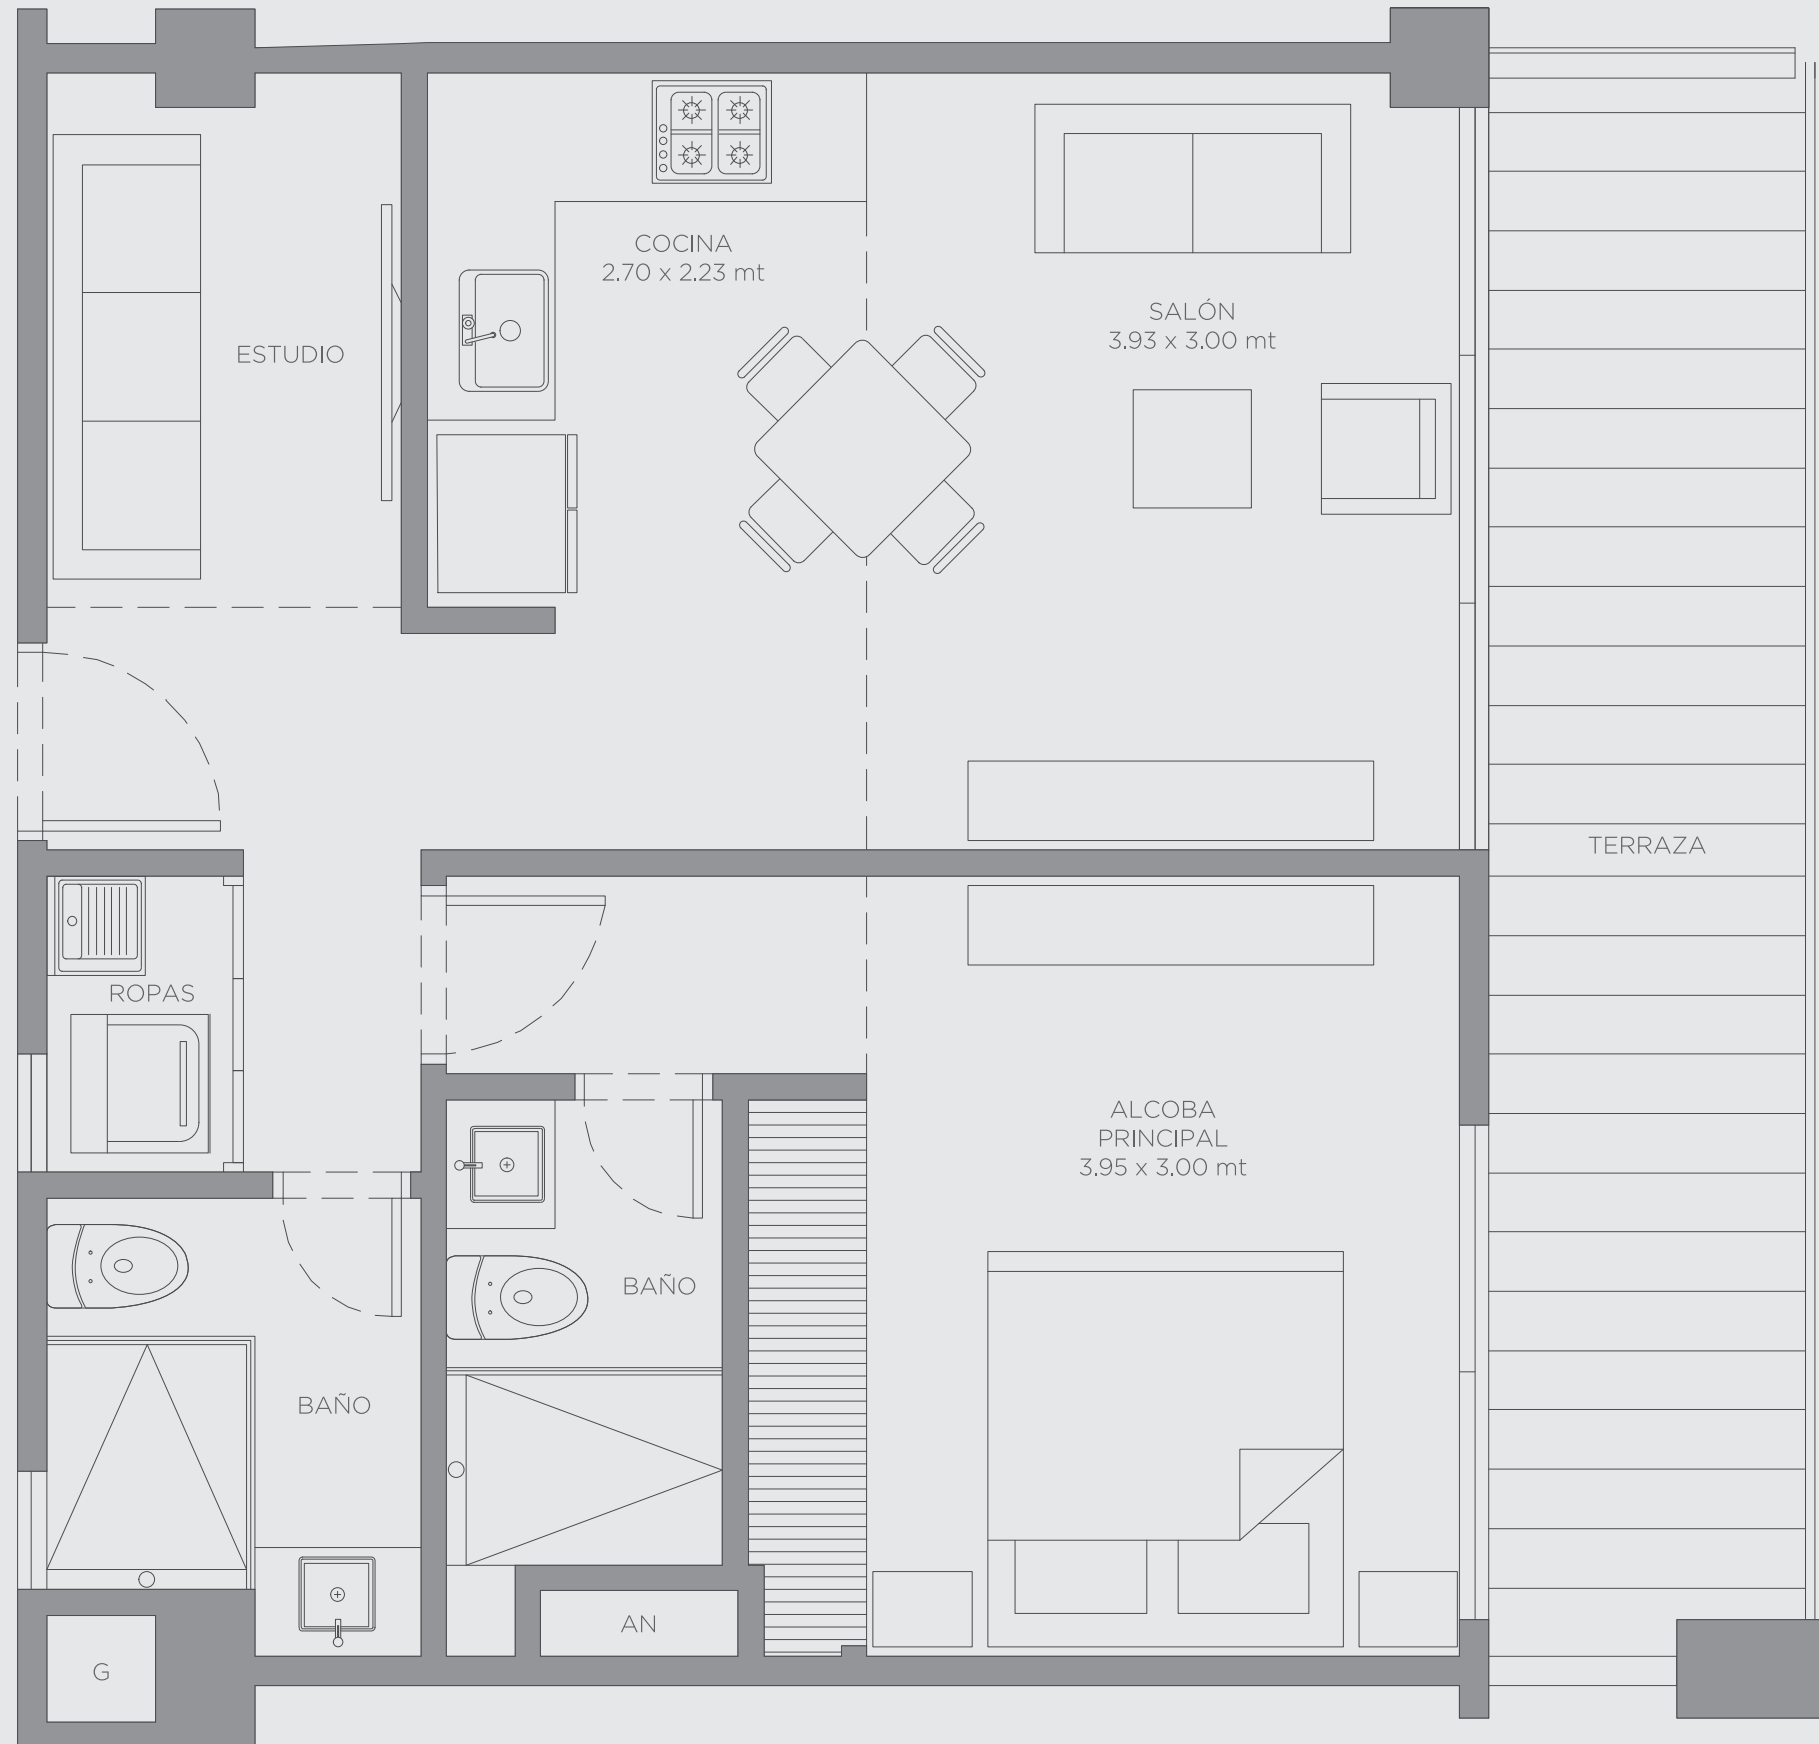 COCINA
2.70 x 2.23 mt
SALÓN
3.93 x 3.00 mt
ESTUDIO
TERRAZA
ROPAS
ALCOBA
PRINCIPAL
3.95 x 3.00 mt
BAÑO
BAÑO
AN
G